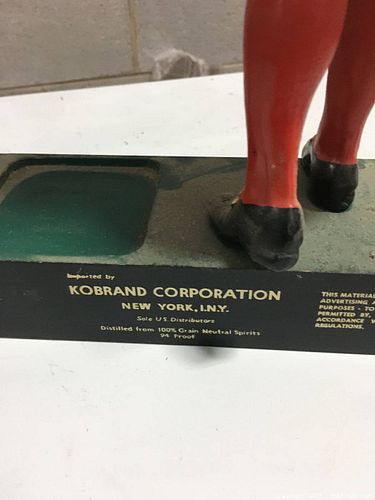 Imported by
KOBRAND CORPORATION
NEW YORK, I.N.Y.
Sole U.S. Distributors
Distilled from 100% Grain Neutral Spirits
94 Proof
THIS MATERIAL
ADVERTISING
PURPOSES - TO
PERMITTED BY,
ACCORDANCE
REGULATIONS.